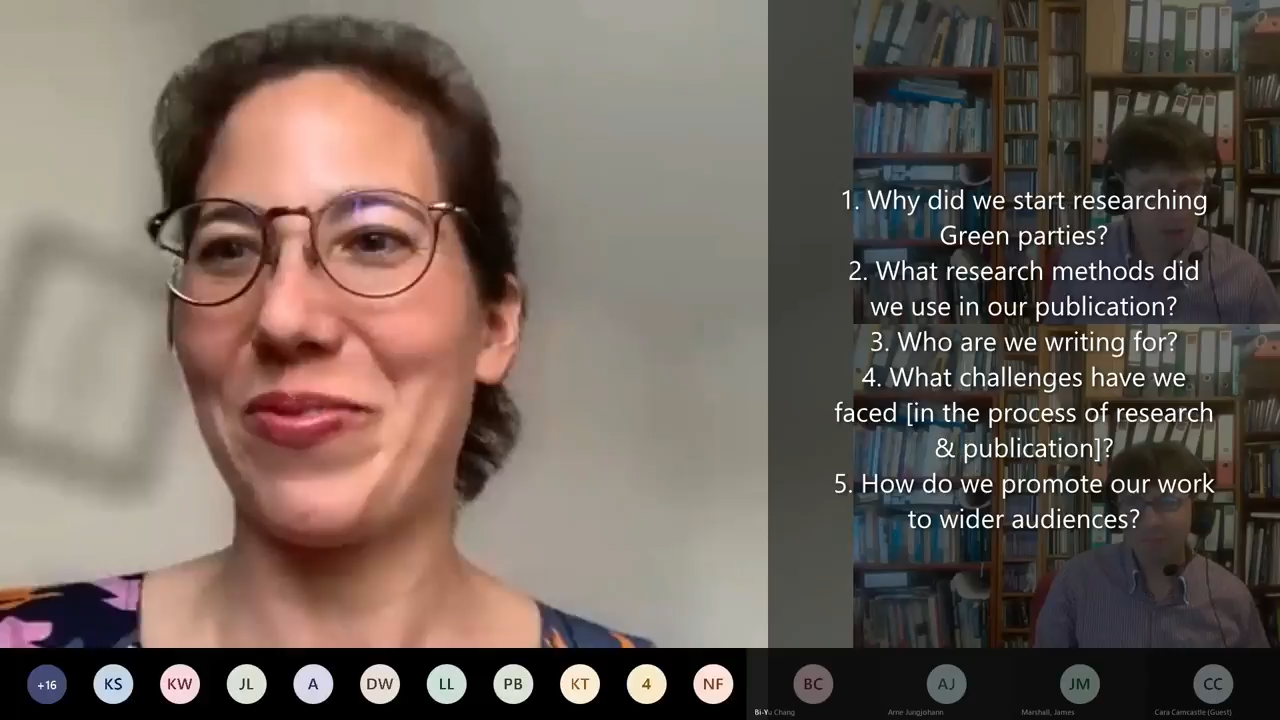 1. Why did we start researching
Green parties?
2. What research methods did
we use in our publication?
3. Who are we writing for?
4. What challenges have we
faced [in the process of research
& publication]?
5. How do we promote our work
to wider audiences?
+16
KS
KW
JL
A
DW
LL
PB
KT
4
NF
BC
AJ
JM
CC
Bi-Yu Chang
Arne Jungjohann
Marshall, James
Cara Camcastle (Guest)